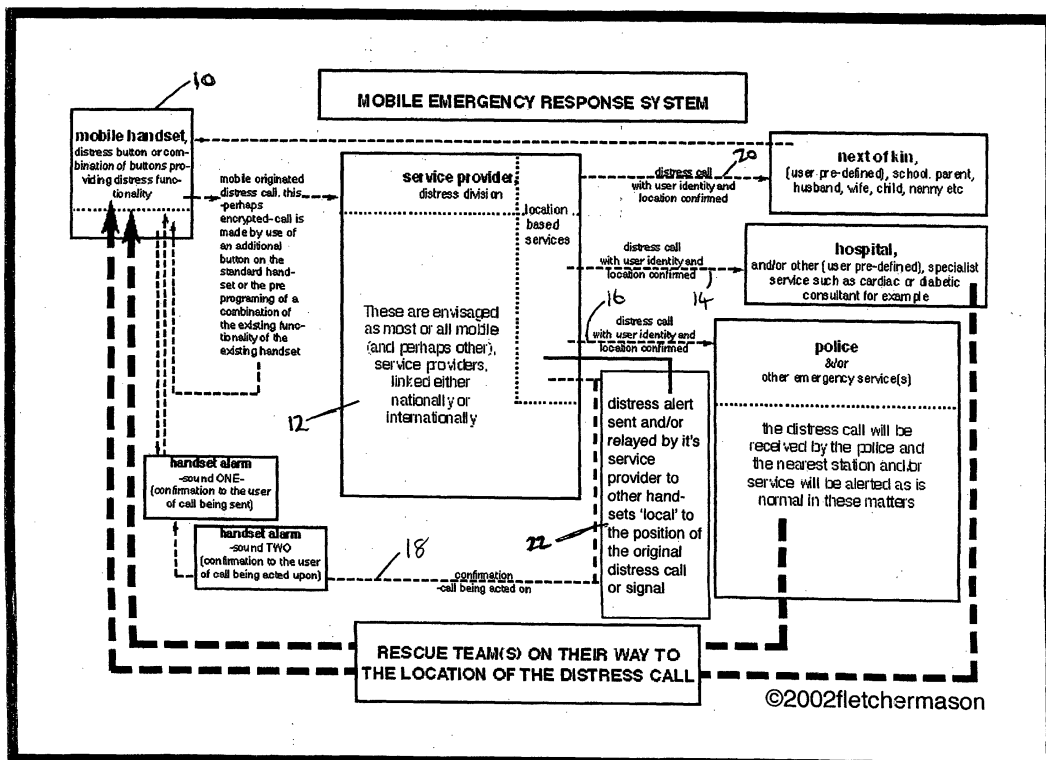 10
MOBILE EMERGENCY RESPONSE SYSTEM
mobile handset,
distress button or com-
bination of buttons pro-
viding distress func-
tionality
mobile originated
distress call. this
-perhaps
encrypted-call is
made by use of
an additional
button on the
standard hand-
set or the pre
programing of a
combination of
the existing func-
tionality of the
existing handset
service provider,
distress division
location
based
services
These are envisaged
as most or all mobile
(and perhaps other),
service providers,
linked either
nationally or
internationally
12
20
distress call
with user identity and
location confirmed
next of kin,
(user pre-defined), school. parent,
husband, wife, child, nanny etc
distress call
with user identity and
location confirmed
14
hospital,
and/or other (user pre-defined), specialist
service such as cardiac or diabetic
consultant for example
16
distress call
with user identity and
location confirmed
police
&/or
other emergency service(s)
the distress call will be
received by the police and
the nearest station and/or
service will be alerted as is
normal in these matters
distress alert
sent and/or
relayed by it's
service
provider to
other hand-
sets 'local' to
the position of
the original
distress call
or signal
22
handset alarm
-sound ONE-
(confirmation to the user
of call being sent)
handset alarm
-sound TWO
(confirmation to the user
of call being acted upon)
18
confirmation
-call being acted on
RESCUE TEAM(S) ON THEIR WAY TO
THE LOCATION OF THE DISTRESS CALL
©2002fletchermason